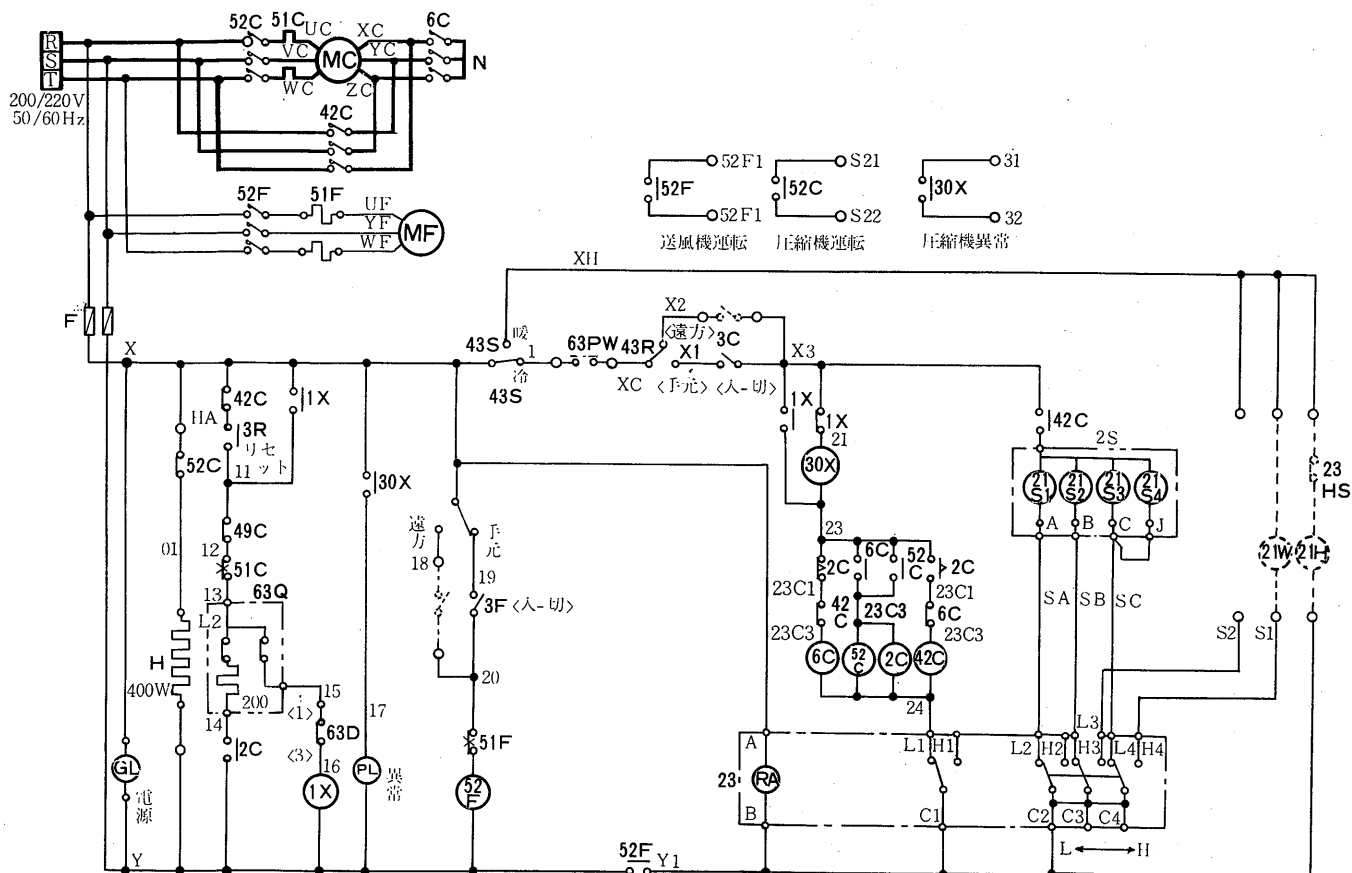 52C 51C UC XC 6C
R
S VC MC YC N
T WC ZC
200/220V
50/60Hz
42C
52F 51F UF
YF MF
WF
52F1 S21 31
52F 52C 30X
52F1 S22 32
送風機運転 圧縮機運転 圧縮機異常
XH
F
X2
〈遠方〉
43S 暖 1 63PW 43R 3C
X 冷 X1 X3
43S XC 〈手元〉〈入-切〉
42C 1X
HA 3R
リセット
52C 11
49C
01 12
51C
13 63Q
L2
H
400W 200 15
14 〈1〉 63D
2C 〈3〉 16
1X
GL
電源
30X
17
PL 異常
遠方 手元
18 19
3F〈入-切〉
20
51F
52F
1X 1X
21
30X
23
2C 6C 52C 2C
23C1 23C1
42C 23C3 6C
23C3 23C3
6C 52C 2C 42C
24
42C
2S
21S1 21S2 21S3 21S4
A B C J
SA SB SC
23HS
21W 21H
S2 S1
A L1 H1 L2 H2 L3 H3 L4 H4
23 RA
B C1 C2 C3 C4
L H
Y 52F Y1